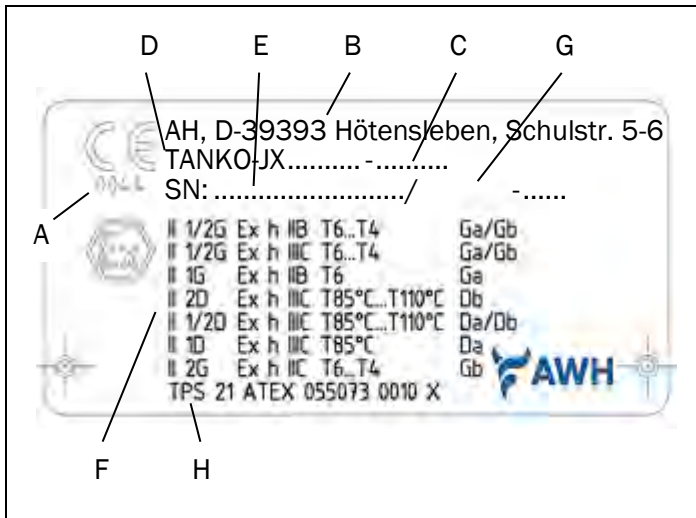 D E B C G
AH, D-39393 Hötensleben, Schulstr. 5-6
TANKO-JX.......... -..........
SN: ........................../ -......
0044
A
II 1/2G Ex h IIB T6...T4 Ga/Gb
II 1/2G Ex h IIIC T6...T4 Ga/Gb
II 1G Ex h IIB T6 Ga
II 2D Ex h IIIC T85°C...T110°C Db
II 1/2D Ex h IIIC T85°C...T110°C Da/Db
II 1D Ex h IIIC T85°C Da
II 2G Ex h IIC T6...T4 Gb
AWH
TPS 21 ATEX 055073 0010 X
F H